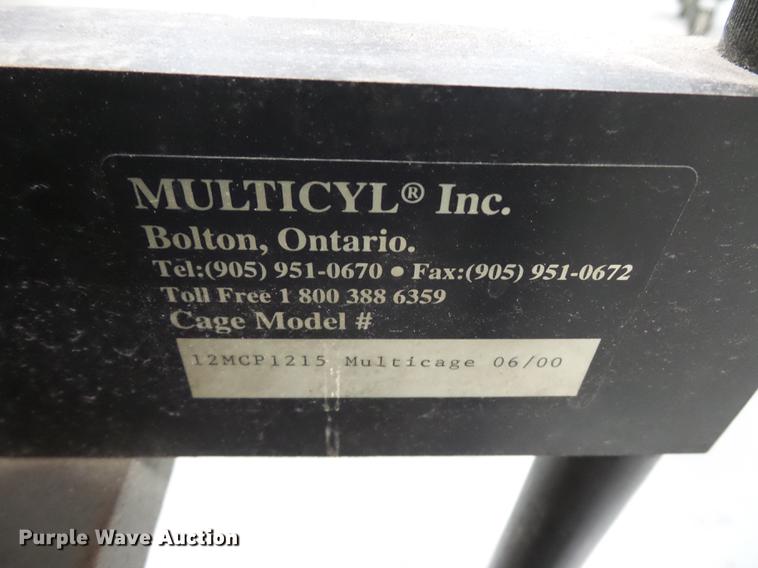 MULTICYL® Inc.
Bolton, Ontario.
Tel:(905) 951-0670 • Fax:(905) 951-0672
Toll Free 1 800 388 6359
Cage Model #
12MCP1215 Multicage 06/00
Purple Wave Auction